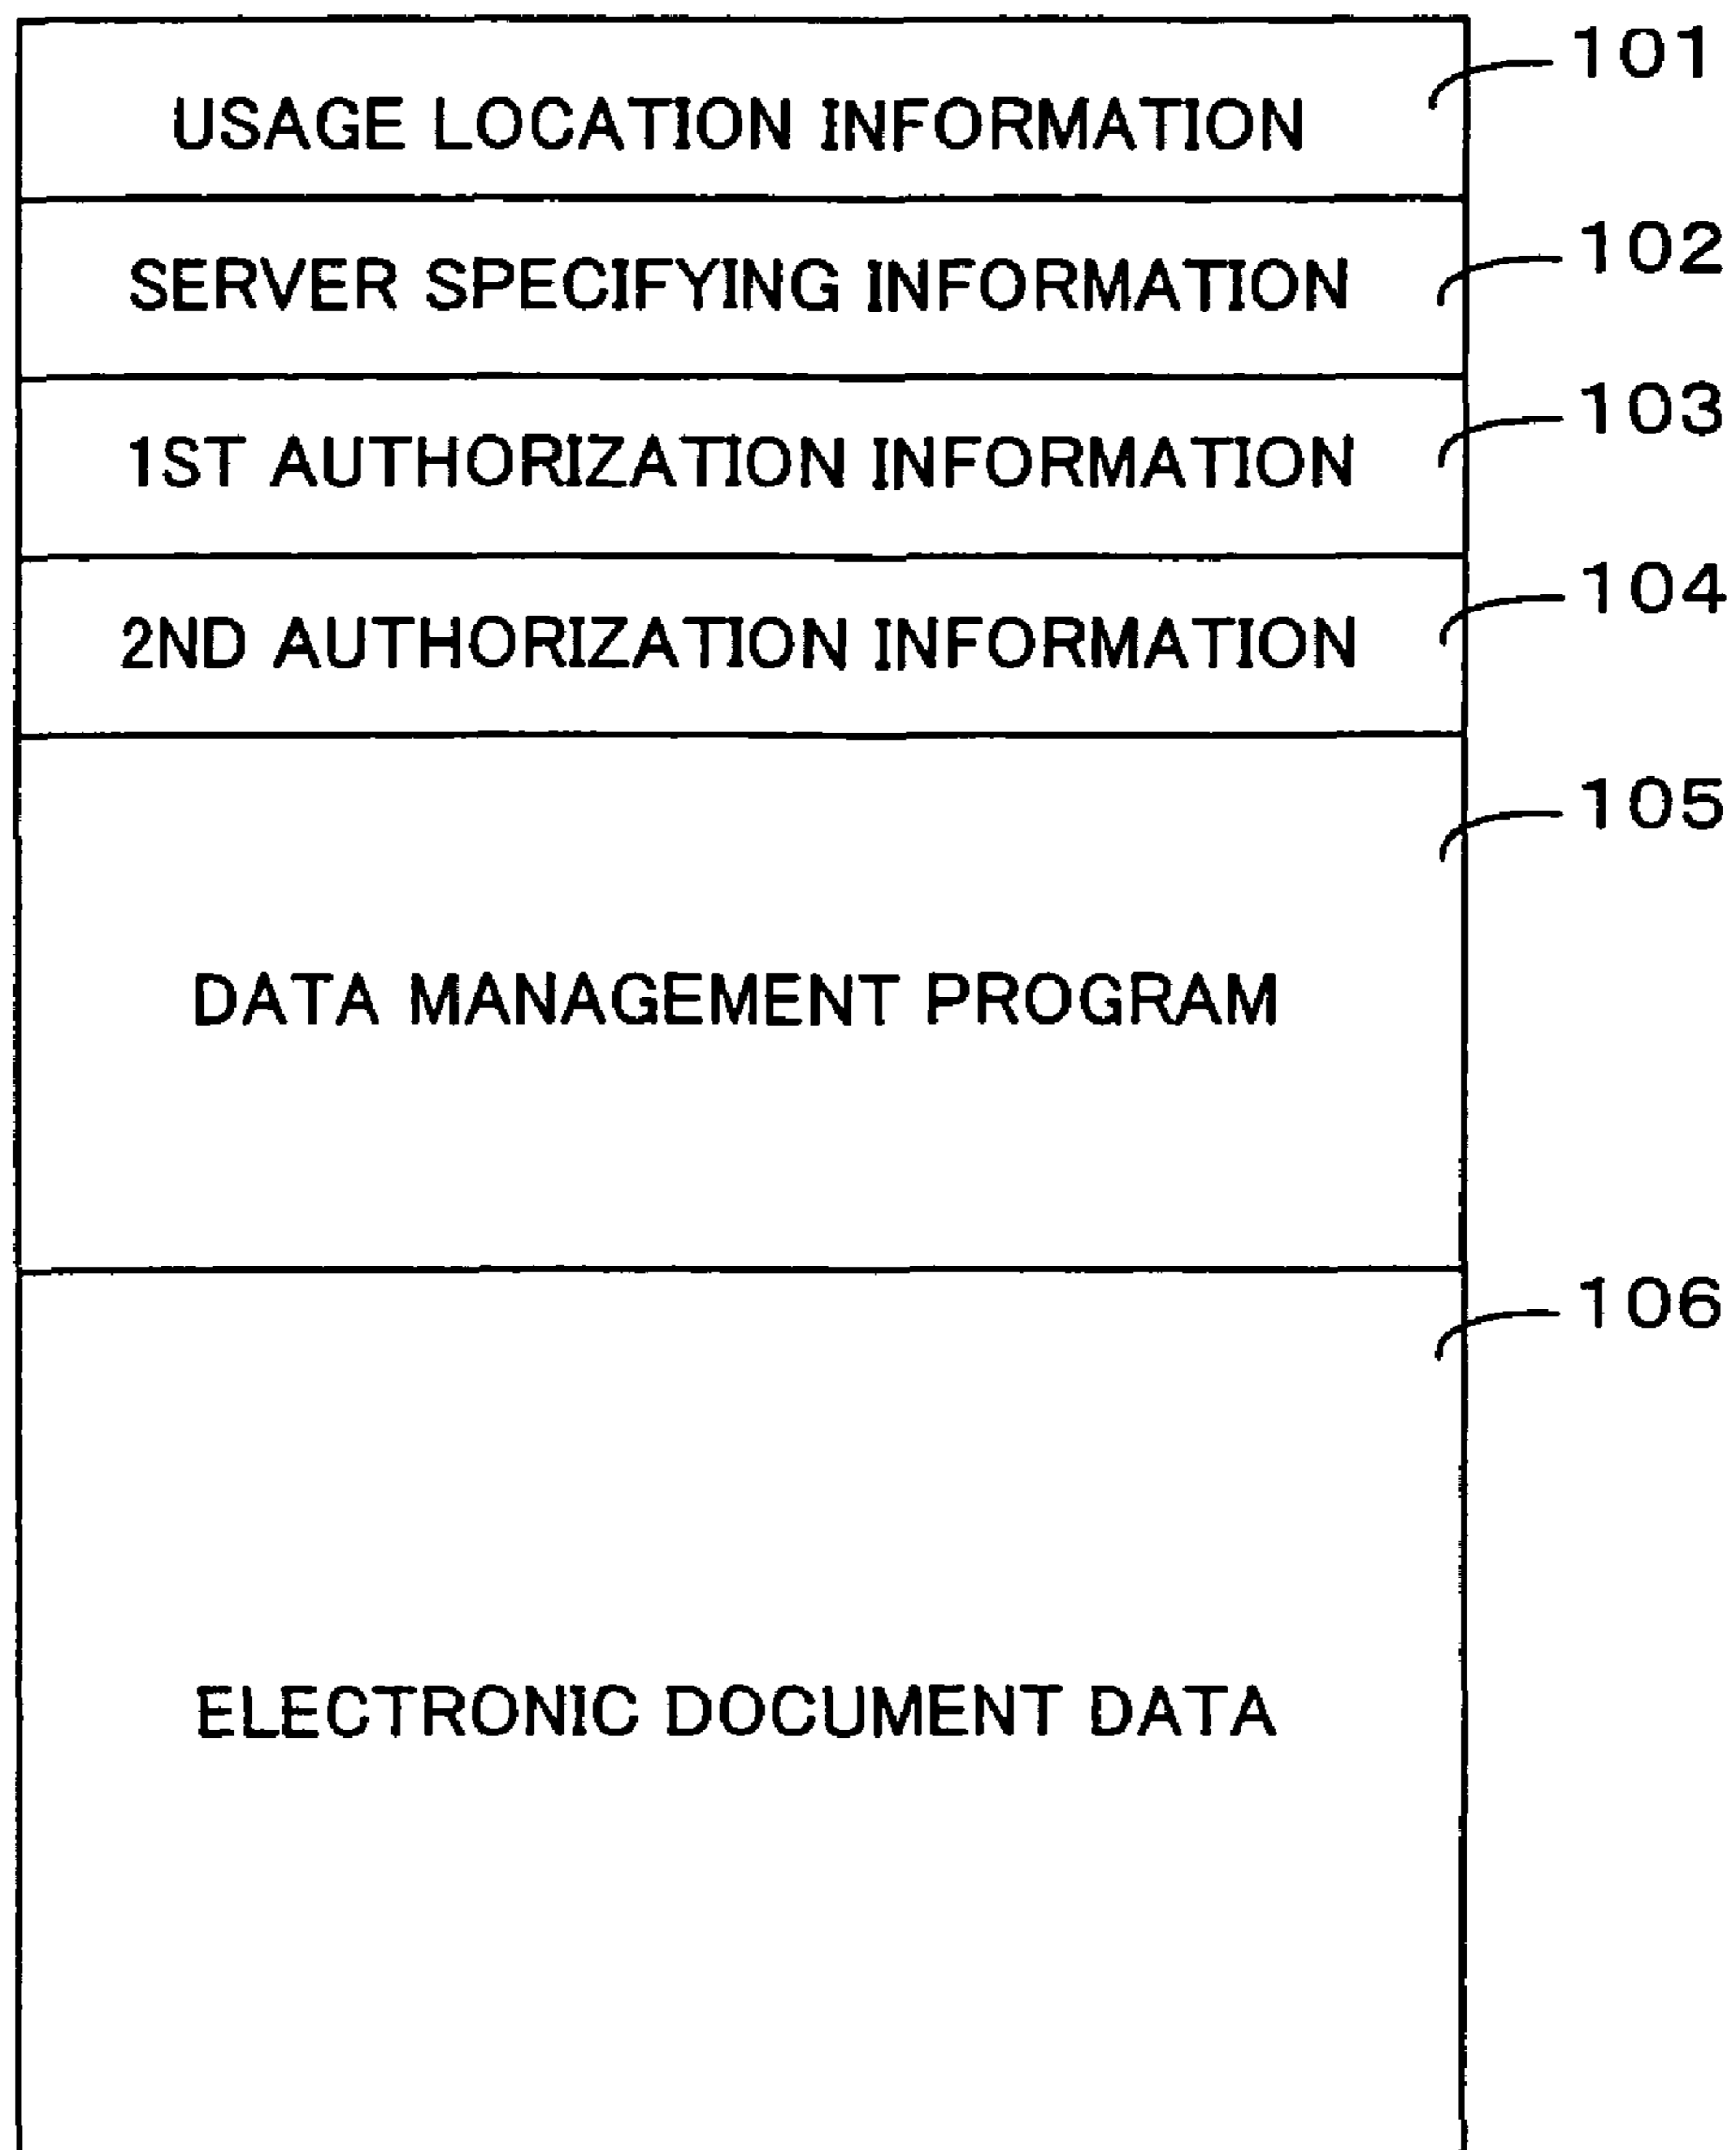 101
USAGE LOCATION INFORMATION
102
SERVER SPECIFYING INFORMATION
103
1ST AUTHORIZATION INFORMATION
104
2ND AUTHORIZATION INFORMATION
105
DATA MANAGEMENT PROGRAM
106
ELECTRONIC DOCUMENT DATA